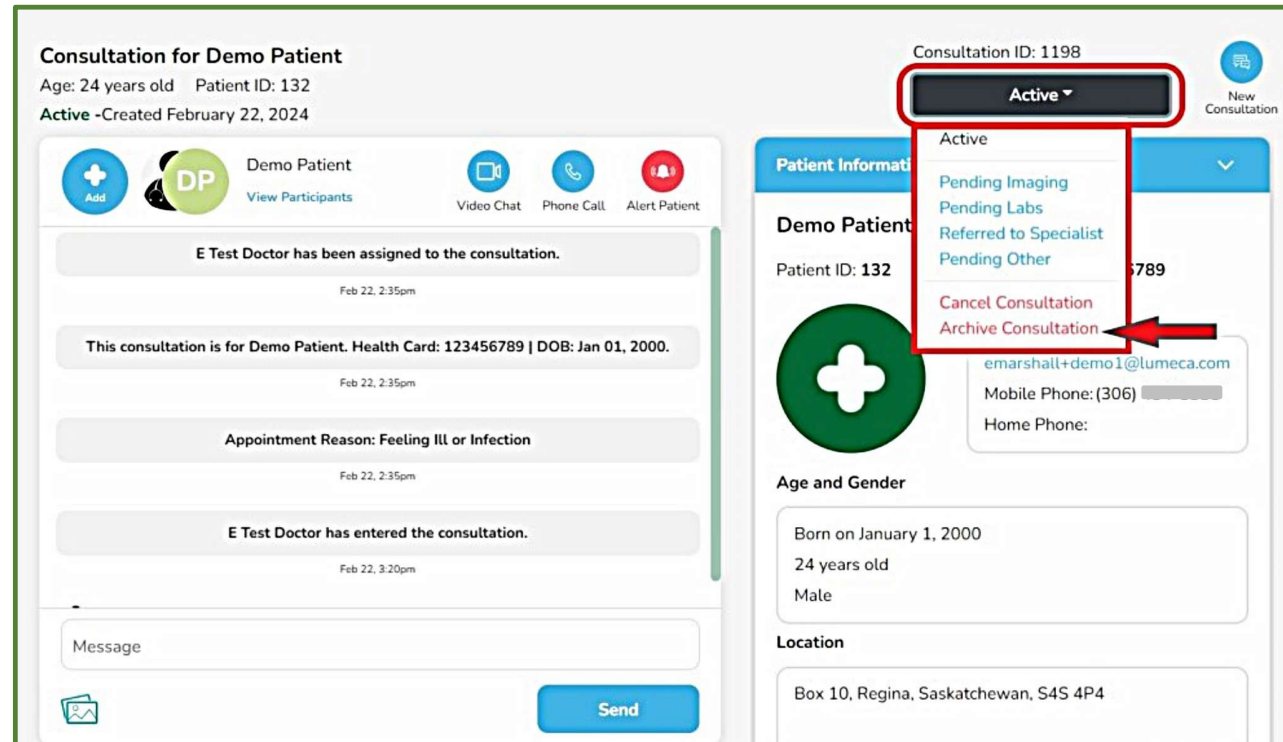 Consultation for Demo Patient
Age: 24 years old Patient ID: 132
Active -Created February 22, 2024
Consultation ID: 1198
Active
New
Consultation
Add
DP
Demo Patient
View Participants
Video Chat
Phone Call
Alert Patient
E Test Doctor has been assigned to the consultation.
Feb 22, 2:35pm
This consultation is for Demo Patient. Health Card: 123456789 | DOB: Jan 01, 2000.
Feb 22, 2:35pm
Appointment Reason: Feeling Ill or Infection
Feb 22, 2:35pm
E Test Doctor has entered the consultation.
Feb 22, 3:20pm
Message
Send
Active
Pending Imaging
Pending Labs
Referred to Specialist
Pending Other
Cancel Consultation
Archive Consultation
Patient Informati
Demo Patient
Patient ID: 132
6789
emarshall+demo1@lumeca.com
Mobile Phone: (306)
Home Phone:
Age and Gender
Born on January 1, 2000
24 years old
Male
Location
Box 10, Regina, Saskatchewan, S4S 4P4